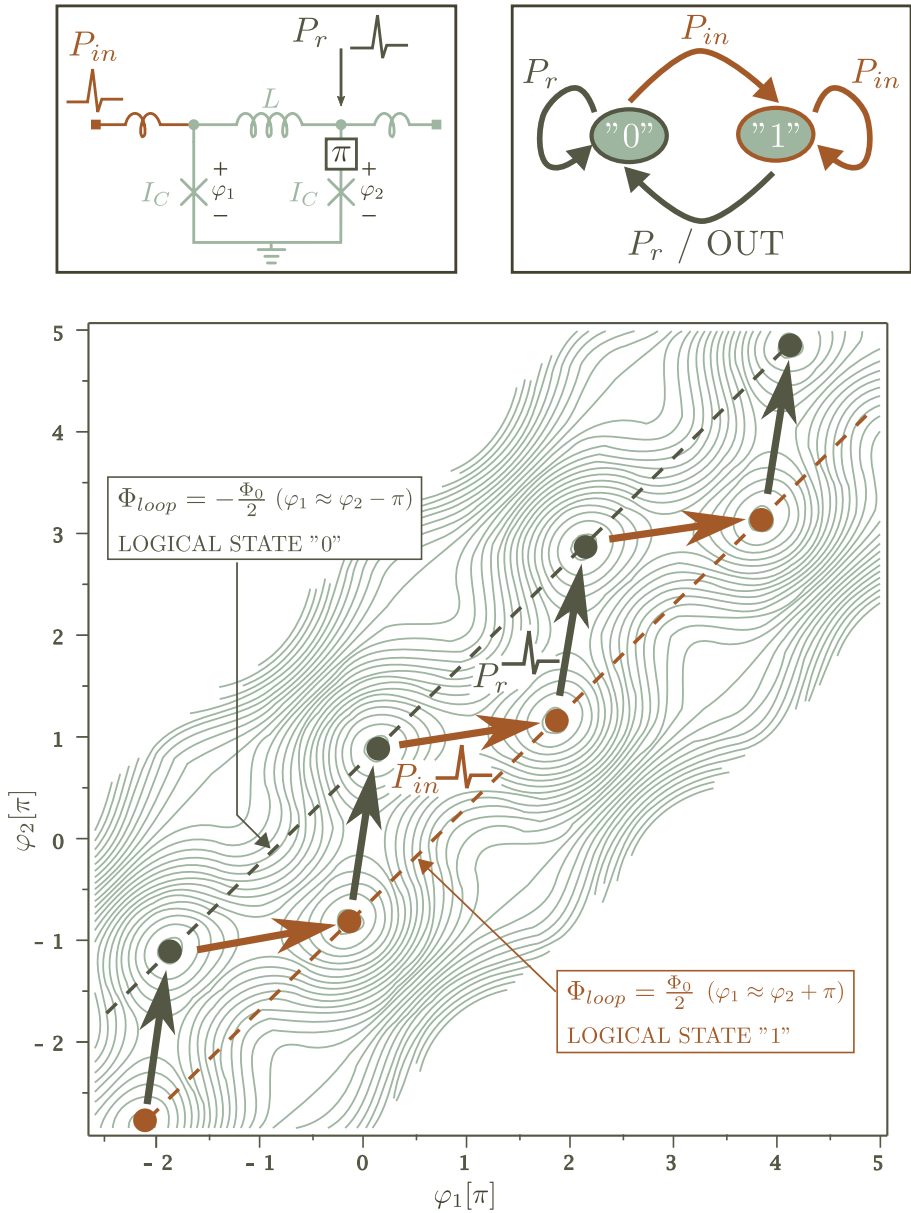 P_in
P_r
L
π
I_C
+
φ_1
−
I_C
+
φ_2
−
P_in
P_r
"0"
"1"
P_in
P_r / OUT
5
4
3
2
1
0
- 1
- 2
φ_2[π]
Φ_loop = −Φ_0/2 (φ_1 ≈ φ_2 − π)
LOGICAL STATE "0"
P_r
P_in
Φ_loop = Φ_0/2 (φ_1 ≈ φ_2 + π)
LOGICAL STATE "1"
- 2
- 1
0
1
2
3
4
5
φ_1[π]